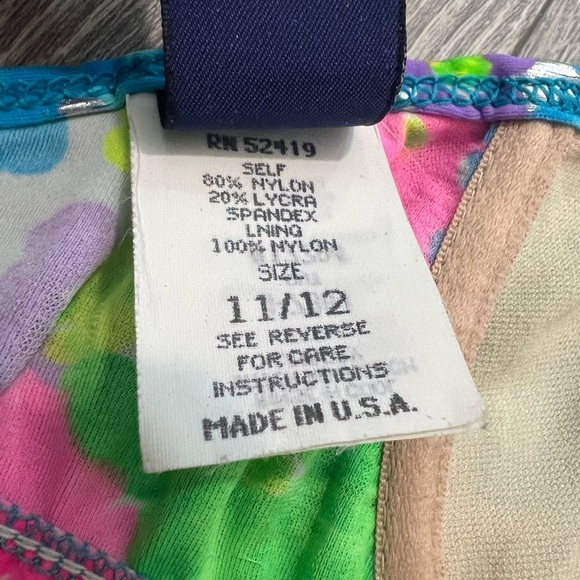 RN 52419
SELF
80% NYLON
20% LYCRA
SPANDEX
LNING
100% NYLON
SIZE
11/12
SEE REVERSE
FOR CARE
INSTRUCTIONS
MADE IN U.S.A.